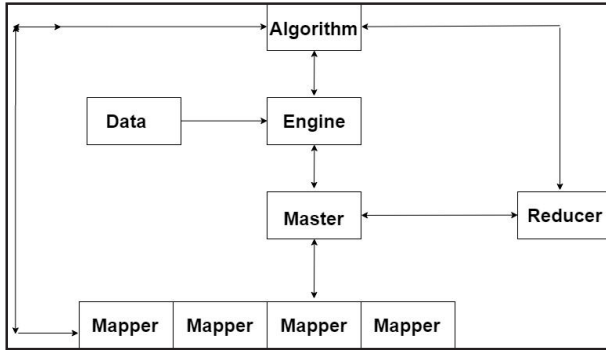 Algorithm
Data
Engine
Master
Reducer
Mapper
Mapper
Mapper
Mapper